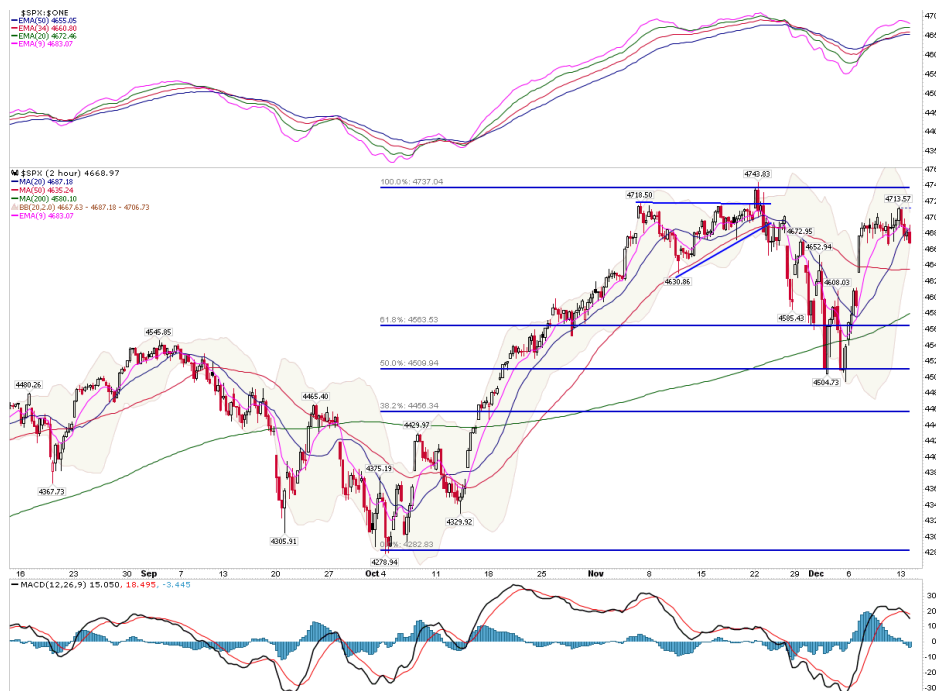 $SPX:$ONE
EMA(50) 4655.05
EMA(34) 4660.80
EMA(20) 4672.46
EMA(9) 4683.07
$SPX (2 hour) 4668.97
MA(20) 4687.18
MA(50) 4635.24
MA(200) 4580.10
BB(20,2.0) 4667.63 - 4687.18 - 4706.73
EMA(9) 4683.07
4743.83
100.0%: 4737.04
4718.50
4713.57
4672.95
4652.94
4630.86
4608.03
4585.43
61.8%: 4563.53
4545.85
50.0%: 4509.94
4504.73
4480.26
4465.40
38.2%: 4456.34
4429.97
4375.19
4367.73
4329.92
4305.91
4282.83
4278.94
16 23 30 Sep 7 13 20 27 Oct 4 11 18 25 Nov 8 15 22 29 Dec 6 13
MACD(12,26,9) 15.050, 18.495, -3.445
30
20
10
0
-10
-20
-30